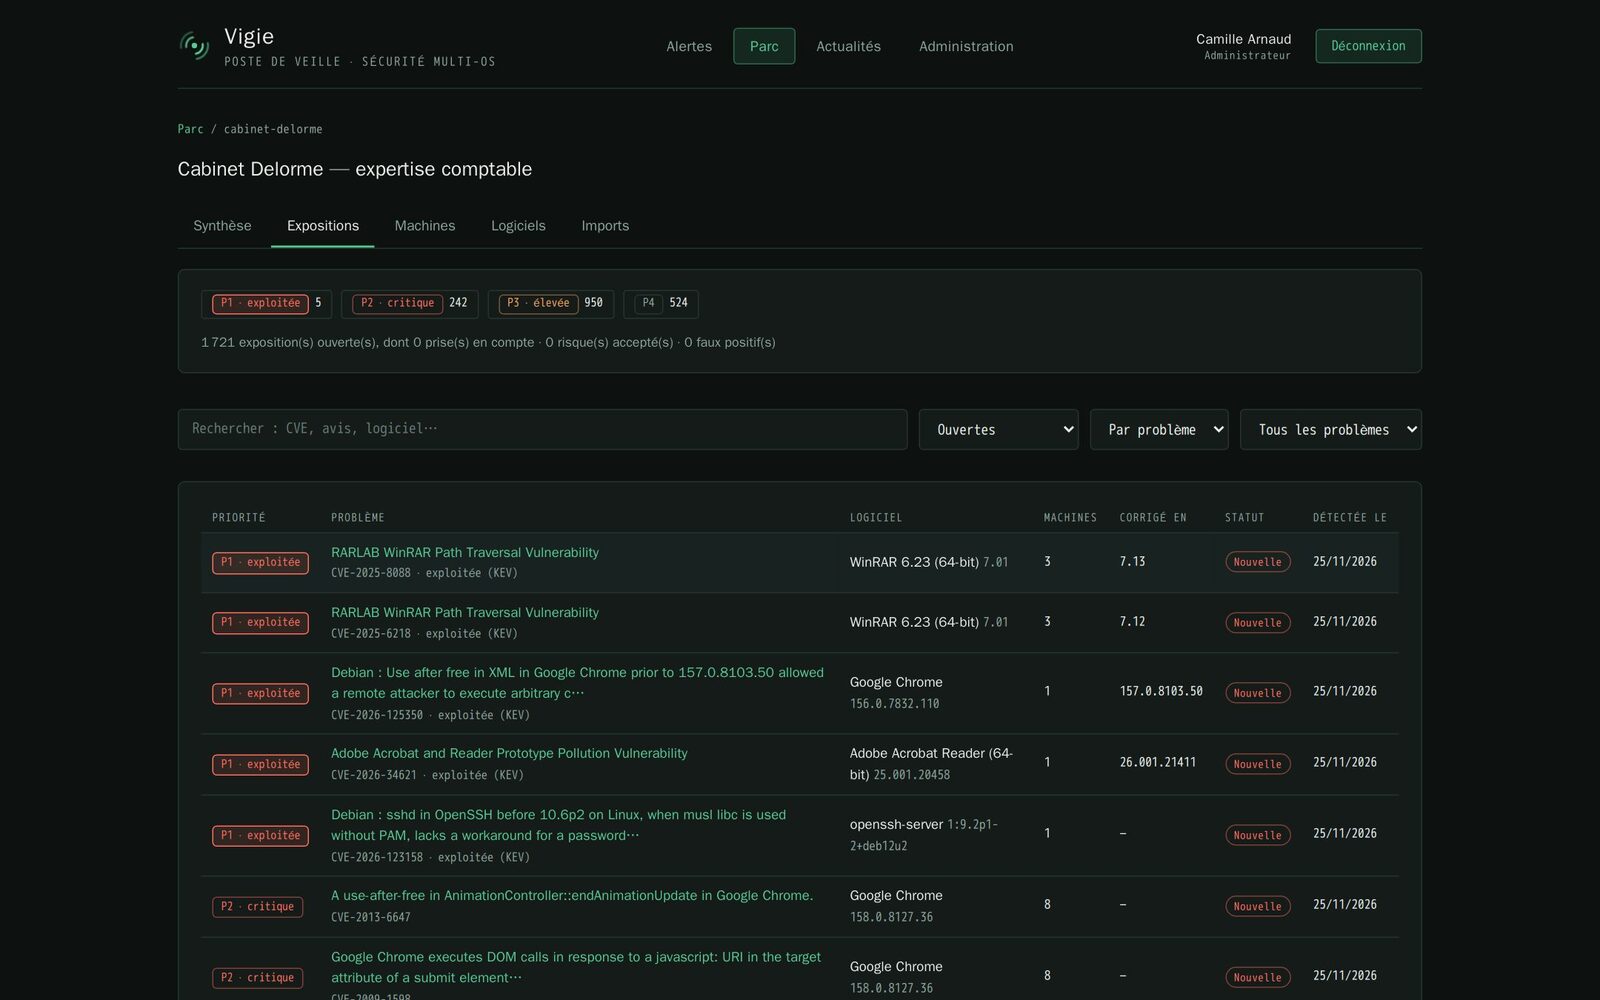 Vigie
POSTE DE VEILLE · SÉCURITÉ MULTI-OS
Alertes
Parc
Actualités
Administration
Camille Arnaud
Administrateur
Déconnexion
Parc / cabinet-delorme
Cabinet Delorme — expertise comptable
Synthèse
Expositions
Machines
Logiciels
Imports
P1 · exploitée 5
P2 · critique 242
P3 · élevée 950
P4 524
1 721 exposition(s) ouverte(s), dont 0 prise(s) en compte · 0 risque(s) accepté(s) · 0 faux positif(s)
Rechercher : CVE, avis, logiciel…
Ouvertes
Par problème
Tous les problèmes
PRIORITÉ PROBLÈME LOGICIEL MACHINES CORRIGÉ EN STATUT DÉTECTÉE LE
P1 · exploitée
RARLAB WinRAR Path Traversal Vulnerability
CVE-2025-8088 · exploitée (KEV)
WinRAR 6.23 (64-bit) 7.01
3
7.13
Nouvelle
25/11/2026
P1 · exploitée
RARLAB WinRAR Path Traversal Vulnerability
CVE-2025-6218 · exploitée (KEV)
WinRAR 6.23 (64-bit) 7.01
3
7.12
Nouvelle
25/11/2026
P1 · exploitée
Debian : Use after free in XML in Google Chrome prior to 157.0.8103.50 allowed
a remote attacker to execute arbitrary c…
CVE-2026-125350 · exploitée (KEV)
Google Chrome
156.0.7832.110
1
157.0.8103.50
Nouvelle
25/11/2026
P1 · exploitée
Adobe Acrobat and Reader Prototype Pollution Vulnerability
CVE-2026-34621 · exploitée (KEV)
Adobe Acrobat Reader (64-
bit) 25.001.20458
1
26.001.21411
Nouvelle
25/11/2026
P1 · exploitée
Debian : sshd in OpenSSH before 10.6p2 on Linux, when musl libc is used
without PAM, lacks a workaround for a password…
CVE-2026-123158 · exploitée (KEV)
openssh-server 1:9.2p1-
2+deb12u2
1
–
Nouvelle
25/11/2026
P2 · critique
A use-after-free in AnimationController::endAnimationUpdate in Google Chrome.
CVE-2013-6647
Google Chrome
158.0.8127.36
8
–
Nouvelle
25/11/2026
P2 · critique
Google Chrome executes DOM calls in response to a javascript: URI in the target
attribute of a submit element…
CVE-2009-1598
Google Chrome
158.0.8127.36
8
–
Nouvelle
25/11/2026